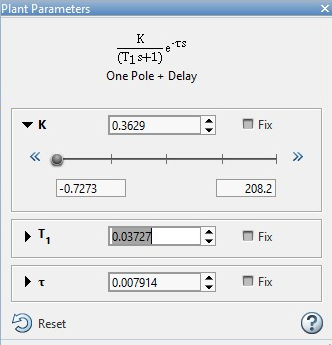 Plant Parameters
K
(T₁s+1) e^-τs
One Pole + Delay
K 0.3629 Fix
« »
-0.7273 208.2
T₁ 0.03727 Fix
τ 0.007914 Fix
Reset ?